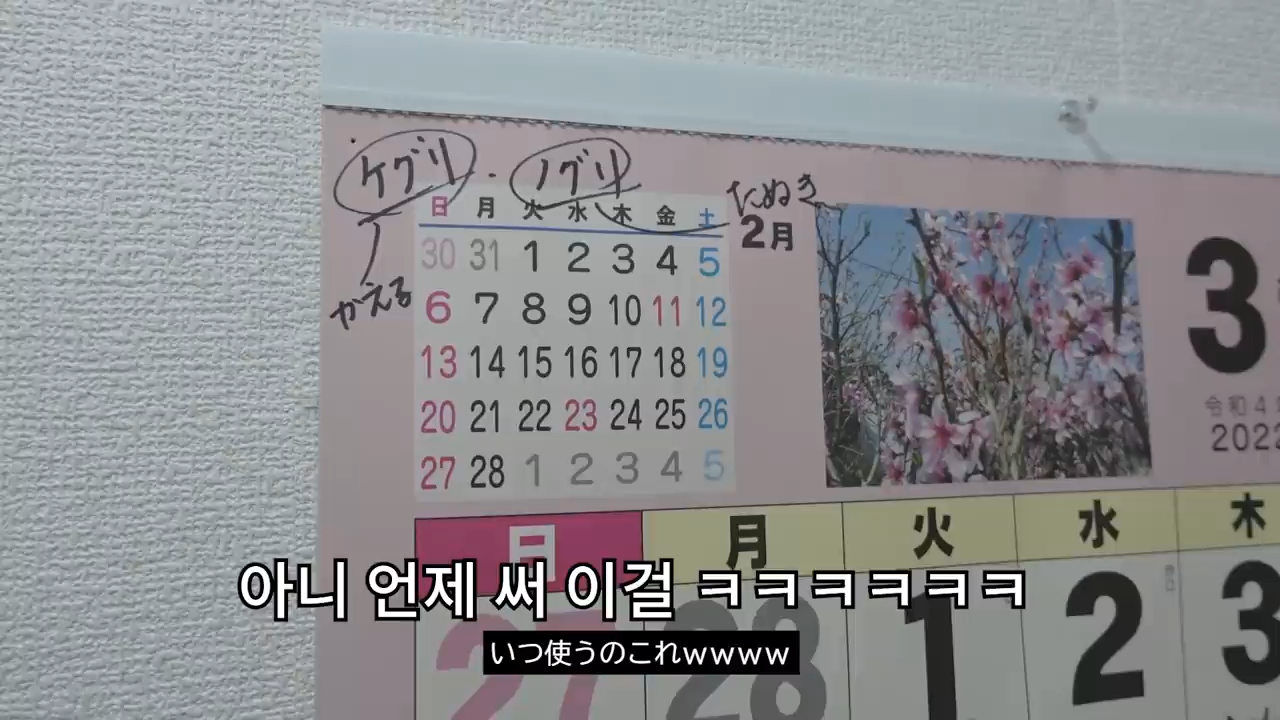 ケグリ . ノグリ
たぬき
かえる
2月
日 月 火 水 木 金 土
30 31 1 2 3 4 5
6 7 8 9 10 11 12
13 14 15 16 17 18 19
20 21 22 23 24 25 26
27 28 1 2 3 4 5
3
令和4
2022
日 月 火 水 木
27 28 1 2 3
아니 언제 써 이걸 ㅋㅋㅋㅋㅋㅋ
いつ使うのこれwwww